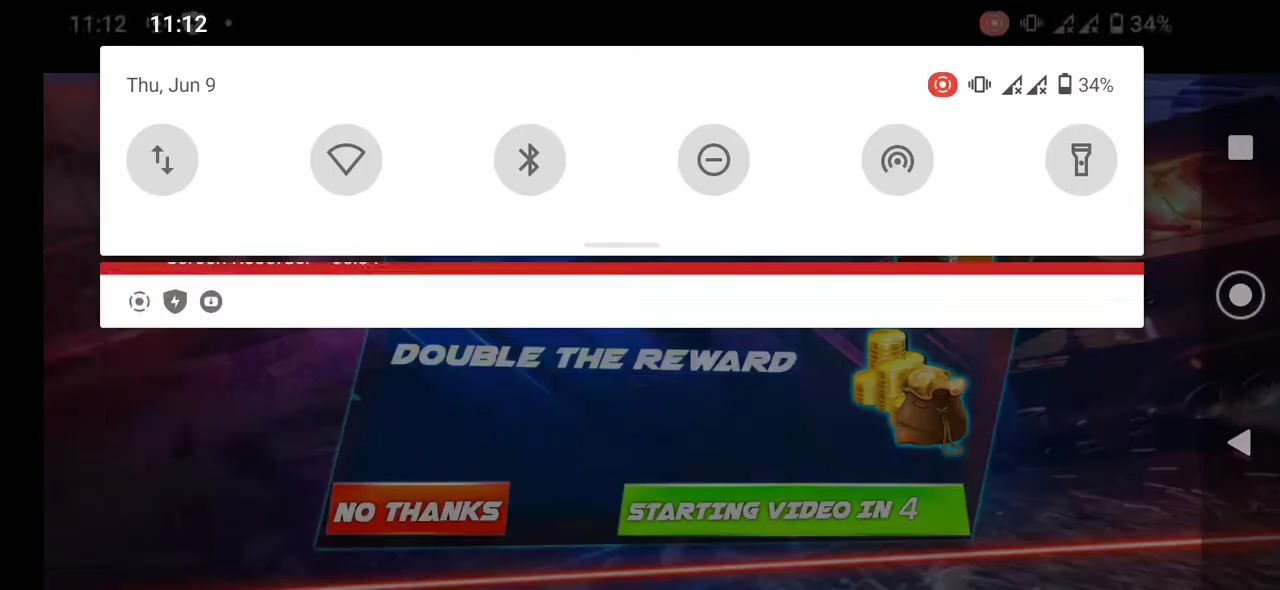 11:12 11:12 34%
Thu, Jun 9 34%
DOUBLE THE REWARD
NO THANKS
STARTING VIDEO IN 4